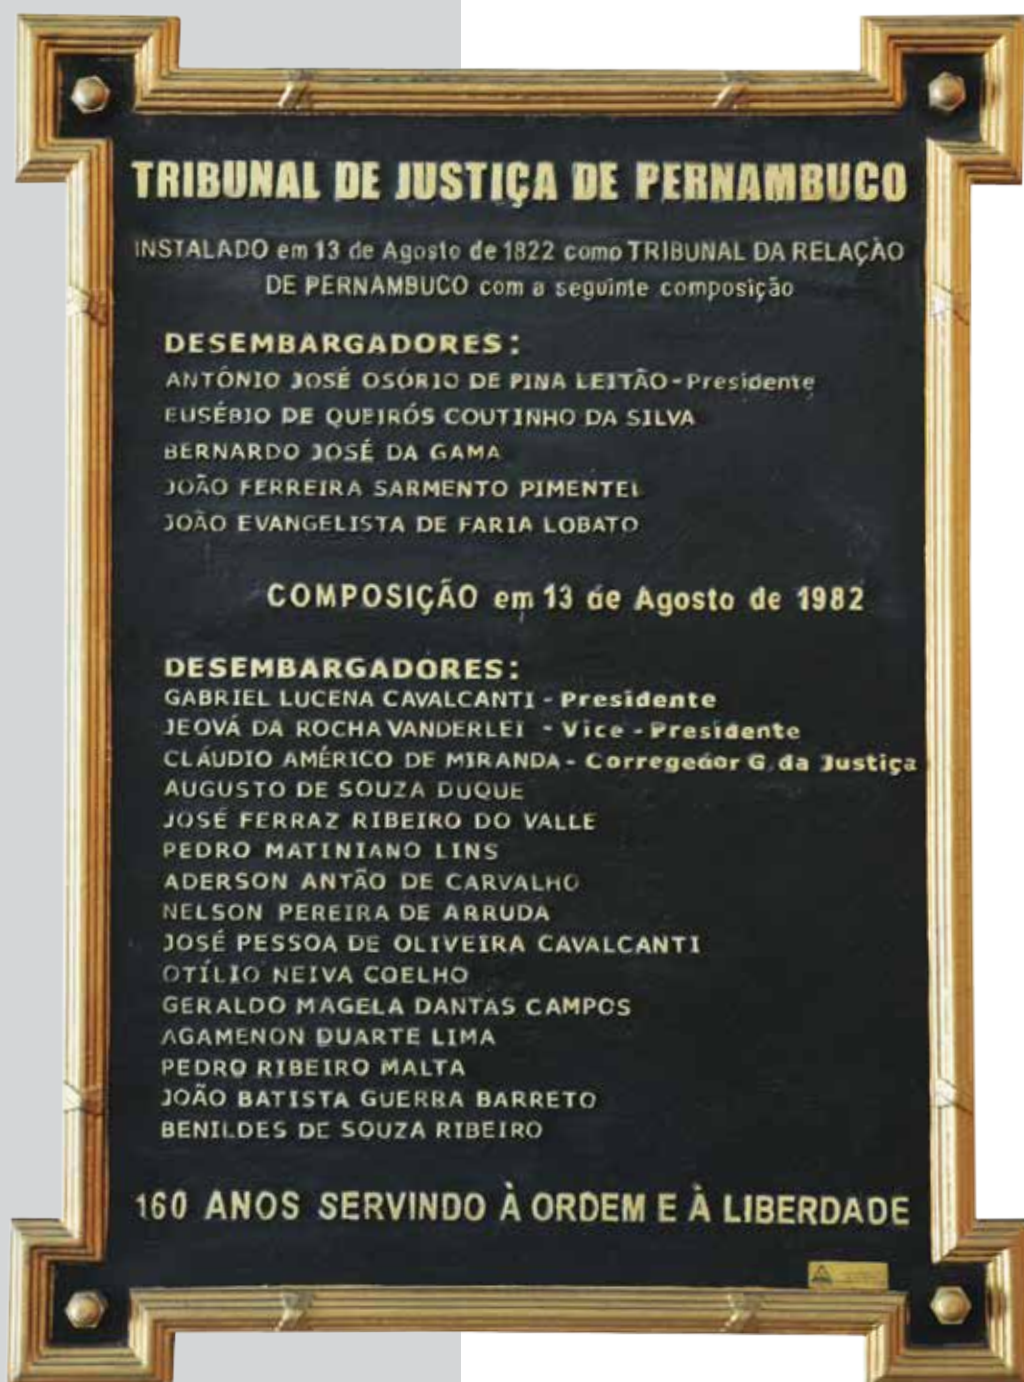 TRIBUNAL DE JUSTIÇA DE PERNAMBUCO
INSTALADO em 13 de Agosto de 1822 como TRIBUNAL DA RELAÇÃO
DE PERNAMBUCO com a seguinte composição
DESEMBARGADORES:
ANTÔNIO JOSÉ OSÓRIO DE PINA LEITÃO - Presidente
EUSÉBIO DE QUEIRÓS COUTINHO DA SILVA
BERNARDO JOSÉ DA GAMA
JOÃO FERREIRA SARMENTO PIMENTEL
JOÃO EVANGELISTA DE FARIA LOBATO
COMPOSIÇÃO em 13 de Agosto de 1982
DESEMBARGADORES:
GABRIEL LUCENA CAVALCANTI - Presidente
JEOVÁ DA ROCHA VANDERLEI - Vice - Presidente
CLÁUDIO AMÉRICO DE MIRANDA - Corregedor G. da Justiça
AUGUSTO DE SOUZA DUQUE
JOSÉ FERRAZ RIBEIRO DO VALLE
PEDRO MATINIANO LINS
ADERSON ANTÃO DE CARVALHO
NELSON PEREIRA DE ARRUDA
JOSÉ PESSOA DE OLIVEIRA CAVALCANTI
OTÍLIO NEIVA COELHO
GERALDO MAGELA DANTAS CAMPOS
AGAMENON DUARTE LIMA
PEDRO RIBEIRO MALTA
JOÃO BATISTA GUERRA BARRETO
BENILDES DE SOUZA RIBEIRO
160 ANOS SERVINDO À ORDEM E À LIBERDADE